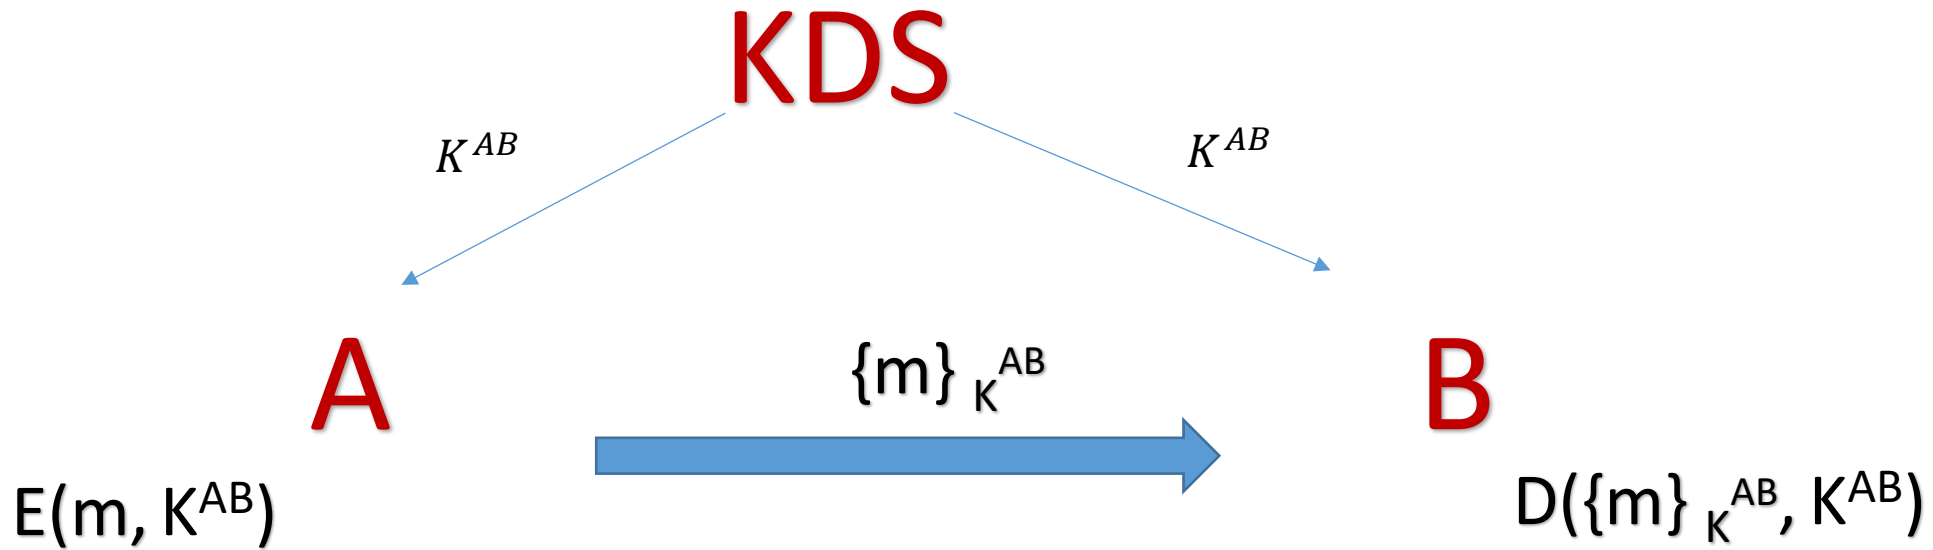 KDS
K^AB
K^AB
A
{m} K^AB
B
E(m, K^AB)
D({m} K^AB, K^AB)